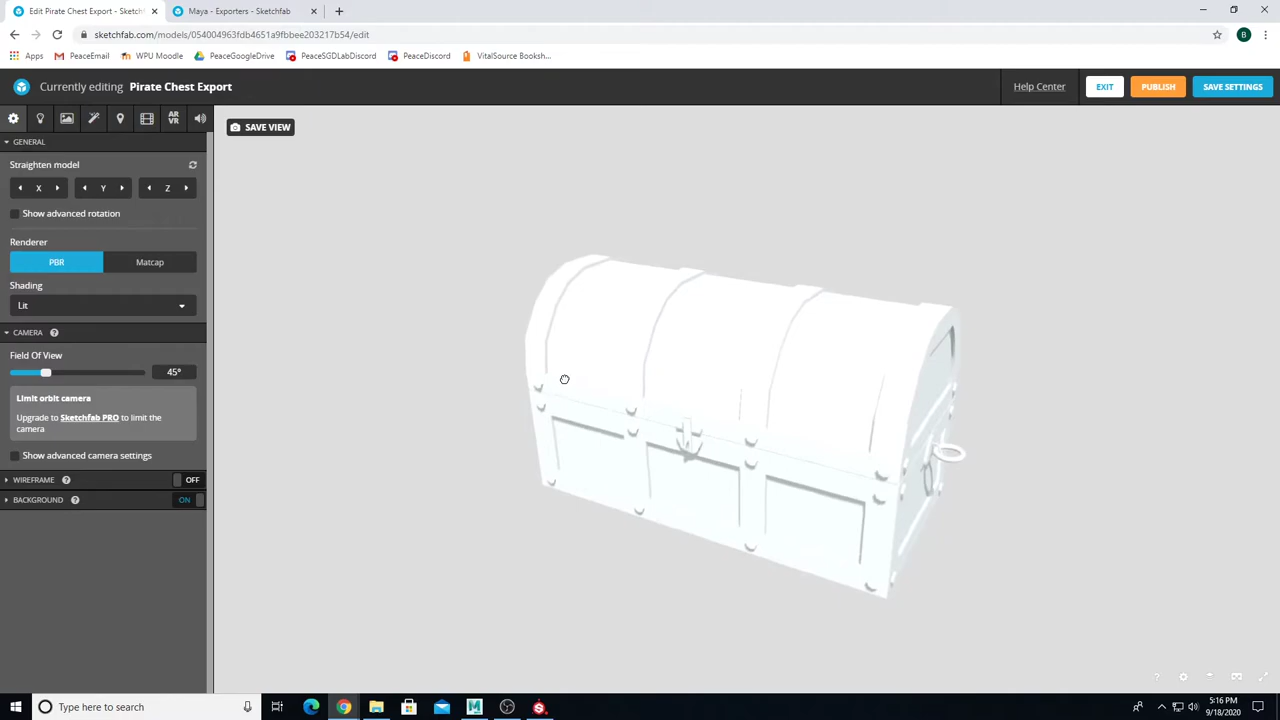 Edit Pirate Chest Export - Sketchf
Maya - Exporters - Sketchfab
sketchfab.com/models/054004963fdb4651a9fbbee203217b54/edit
B
Apps
PeaceEmail
WPU Moodle
PeaceGoogleDrive
PeaceSGDLabDiscord
PeaceDiscord
VitalSource Booksh...
Currently editing Pirate Chest Export
Help Center
EXIT
PUBLISH
SAVE SETTINGS
AR
VR
SAVE VIEW
GENERAL
Straighten model
X
Y
Z
Show advanced rotation
Renderer
PBR
Matcap
Shading
Lit
CAMERA
Field Of View
45°
Limit orbit camera
Upgrade to Sketchfab PRO to limit the
camera
Show advanced camera settings
WIREFRAME
OFF
BACKGROUND
ON
Type here to search
5:16 PM
9/18/2020